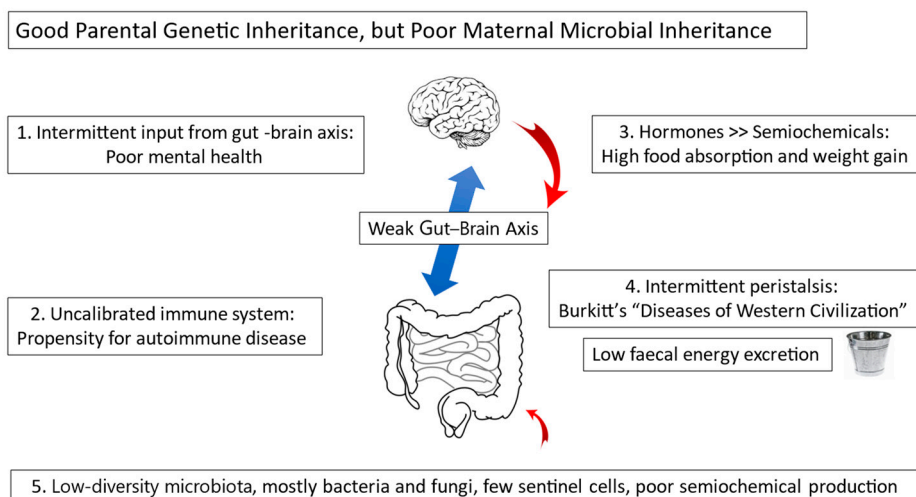 Good Parental Genetic Inheritance, but Poor Maternal Microbial Inheritance
1. Intermittent input from gut -brain axis:
Poor mental health
3. Hormones >> Semiochemicals:
High food absorption and weight gain
Weak Gut–Brain Axis
2. Uncalibrated immune system:
Propensity for autoimmune disease
4. Intermittent peristalsis:
Burkitt's “Diseases of Western Civilization”
Low faecal energy excretion
5. Low-diversity microbiota, mostly bacteria and fungi, few sentinel cells, poor semiochemical production